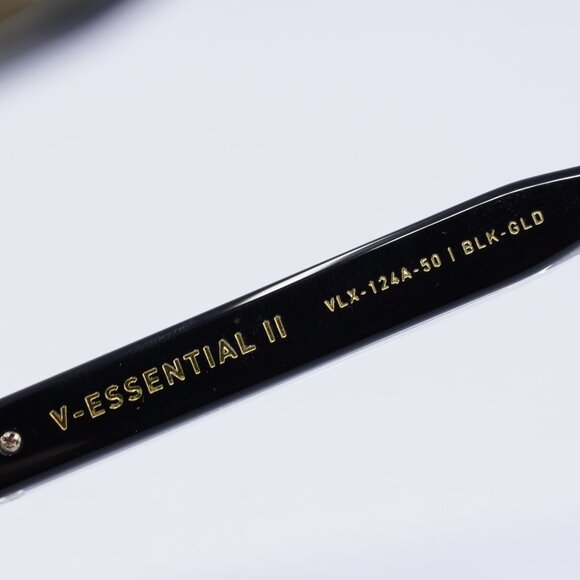 V-ESSENTIAL II
VLX-124A-50 | BLK-GLD